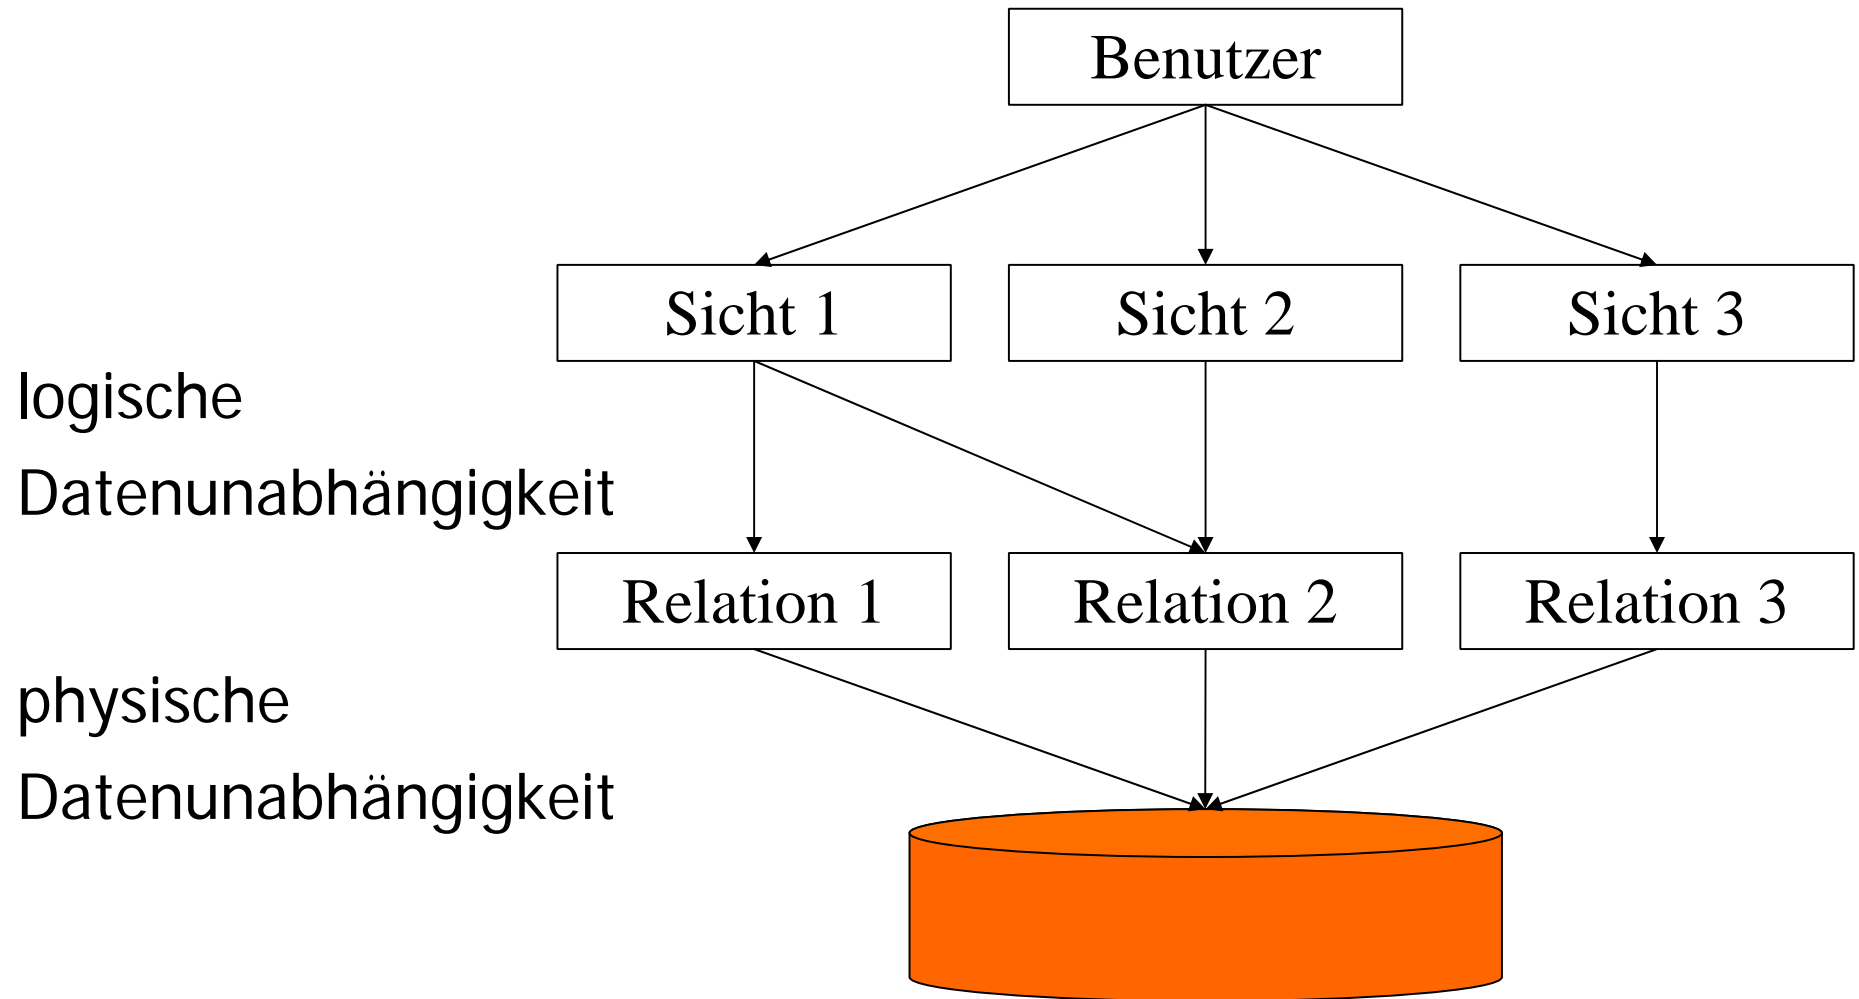 Benutzer
Sicht 1
Sicht 2
Sicht 3
logische
Datenunabhängigkeit
Relation 1
Relation 2
Relation 3
physische
Datenunabhängigkeit